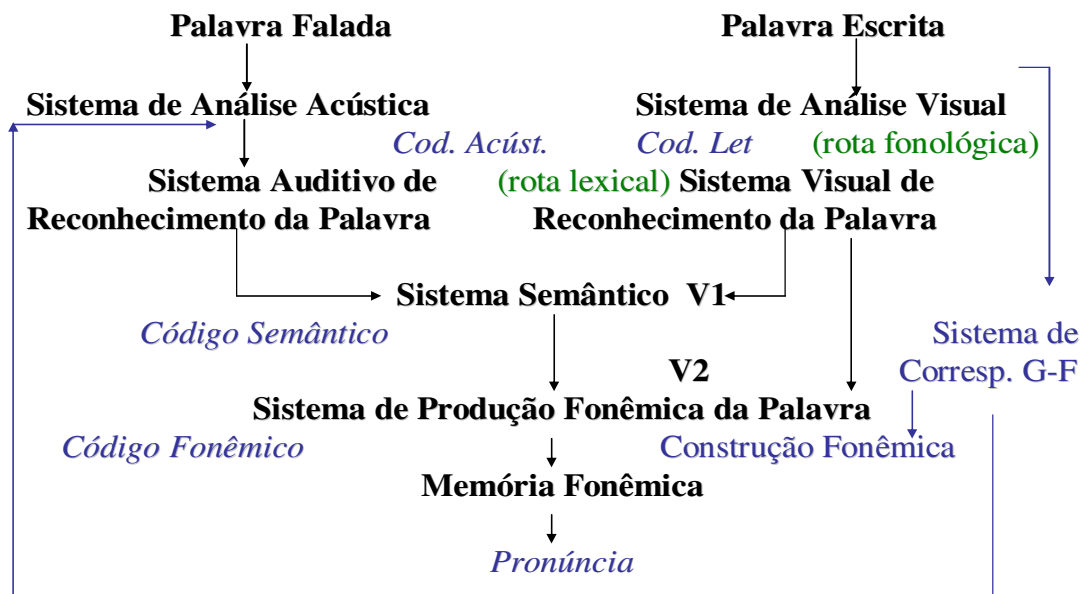 Palavra Falada Palavra Escrita
Sistema de Análise Acústica Sistema de Análise Visual
Cod. Acúst. Cod. Let (rota fonológica)
Sistema Auditivo de (rota lexical) Sistema Visual de
Reconhecimento da Palavra Reconhecimento da Palavra
Sistema Semântico V1
Código Semântico Sistema de
V2 Corresp. G-F
Sistema de Produção Fonêmica da Palavra
Código Fonêmico Construção Fonêmica
Memória Fonêmica
Pronúncia